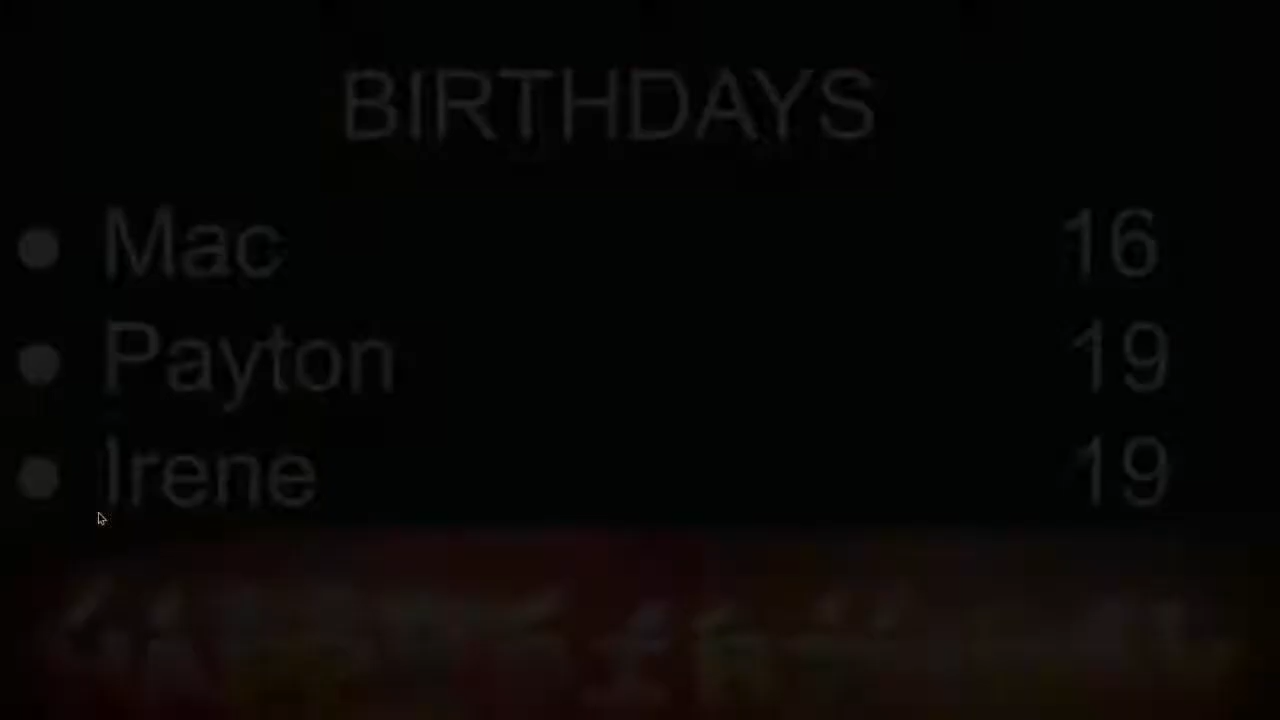 BIRTHDAYS
• Mac 16
• Payton 19
• Irene 19